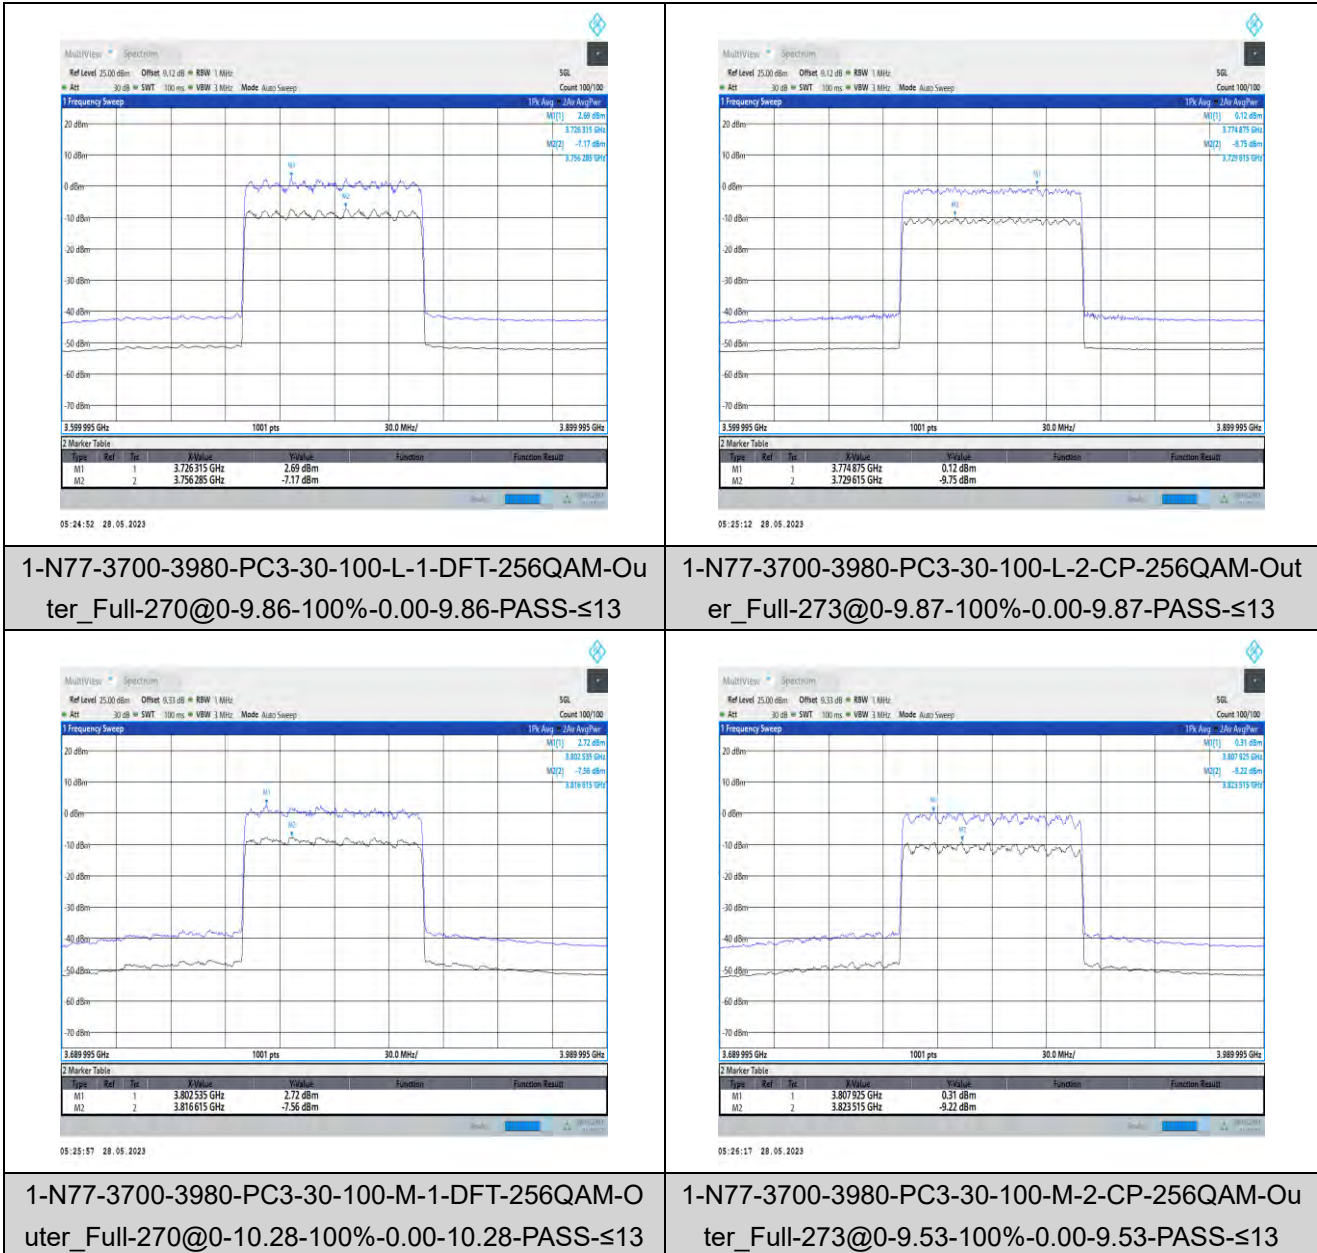 MultiView Spectrum
Ref Level 25.00 dBm Offset 9.12 dB RBW 1 MHz SGL
Att 30 dB SWT 100 ms VBW 3 MHz Mode Auto Sweep Count 100/100
1 Frequency Sweep 1Pk Avg 2Av AvgPwr
M1[1] 2.69 dBm
3.726 315 GHz
M2[2] -7.17 dBm
3.756 285 GHz
20 dBm
10 dBm
M1
0 dBm
M2
-10 dBm
-20 dBm
-30 dBm
-40 dBm
-50 dBm
-60 dBm
-70 dBm
3.599 995 GHz 1001 pts 30.0 MHz/ 3.899 995 GHz
2 Marker Table
Type Ref Trc X-Value Y-Value Function Function Result
M1 1 3.726 315 GHz 2.69 dBm
M2 2 3.756 285 GHz -7.17 dBm
05:24:52 28.05.2023
MultiView Spectrum
Ref Level 25.00 dBm Offset 9.12 dB RBW 1 MHz SGL
Att 30 dB SWT 100 ms VBW 3 MHz Mode Auto Sweep Count 100/100
1 Frequency Sweep 1Pk Avg 2Av AvgPwr
M1[1] 0.12 dBm
3.774 875 GHz
M2[2] -9.75 dBm
3.729 615 GHz
20 dBm
10 dBm
M1
0 dBm
M2
-10 dBm
-20 dBm
-30 dBm
-40 dBm
-50 dBm
-60 dBm
-70 dBm
3.599 995 GHz 1001 pts 30.0 MHz/ 3.899 995 GHz
2 Marker Table
Type Ref Trc X-Value Y-Value Function Function Result
M1 1 3.774 875 GHz 0.12 dBm
M2 2 3.729 615 GHz -9.75 dBm
05:25:12 28.05.2023
1-N77-3700-3980-PC3-30-100-L-1-DFT-256QAM-Ou
ter_Full-270@0-9.86-100%-0.00-9.86-PASS-≤13
1-N77-3700-3980-PC3-30-100-L-2-CP-256QAM-Out
er_Full-273@0-9.87-100%-0.00-9.87-PASS-≤13
MultiView Spectrum
Ref Level 25.00 dBm Offset 9.33 dB RBW 1 MHz SGL
Att 30 dB SWT 100 ms VBW 3 MHz Mode Auto Sweep Count 100/100
1 Frequency Sweep 1Pk Avg 2Av AvgPwr
M1[1] 2.72 dBm
3.802 535 GHz
M2[2] -7.56 dBm
3.816 615 GHz
20 dBm
10 dBm
M1
0 dBm
M2
-10 dBm
-20 dBm
-30 dBm
-40 dBm
-50 dBm
-60 dBm
-70 dBm
3.689 995 GHz 1001 pts 30.0 MHz/ 3.989 995 GHz
2 Marker Table
Type Ref Trc X-Value Y-Value Function Function Result
M1 1 3.802 535 GHz 2.72 dBm
M2 2 3.816 615 GHz -7.56 dBm
05:25:57 28.05.2023
MultiView Spectrum
Ref Level 25.00 dBm Offset 9.33 dB RBW 1 MHz SGL
Att 30 dB SWT 100 ms VBW 3 MHz Mode Auto Sweep Count 100/100
1 Frequency Sweep 1Pk Avg 2Av AvgPwr
M1[1] 0.31 dBm
3.807 925 GHz
M2[2] -9.22 dBm
3.823 515 GHz
20 dBm
10 dBm
M1
0 dBm
M2
-10 dBm
-20 dBm
-30 dBm
-40 dBm
-50 dBm
-60 dBm
-70 dBm
3.689 995 GHz 1001 pts 30.0 MHz/ 3.989 995 GHz
2 Marker Table
Type Ref Trc X-Value Y-Value Function Function Result
M1 1 3.807 925 GHz 0.31 dBm
M2 2 3.823 515 GHz -9.22 dBm
05:26:17 28.05.2023
1-N77-3700-3980-PC3-30-100-M-1-DFT-256QAM-O
uter_Full-270@0-10.28-100%-0.00-10.28-PASS-≤13
1-N77-3700-3980-PC3-30-100-M-2-CP-256QAM-Ou
ter_Full-273@0-9.53-100%-0.00-9.53-PASS-≤13